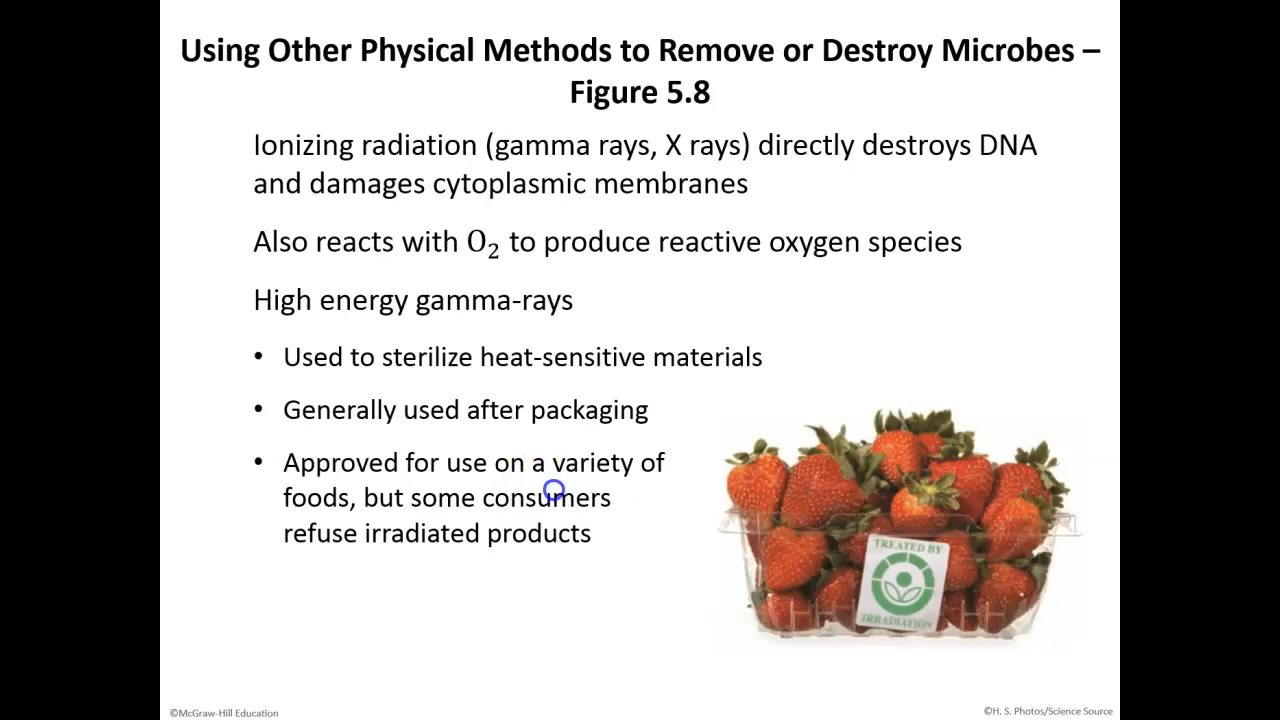 Using Other Physical Methods to Remove or Destroy Microbes –
Figure 5.8
Ionizing radiation (gamma rays, X rays) directly destroys DNA
and damages cytoplasmic membranes
Also reacts with O₂ to produce reactive oxygen species
High energy gamma-rays
• Used to sterilize heat-sensitive materials
• Generally used after packaging
• Approved for use on a variety of
foods, but some consumers
refuse irradiated products
TREATED BY
IRRADIATION
©McGraw-Hill Education
©H. S. Photos/Science Source